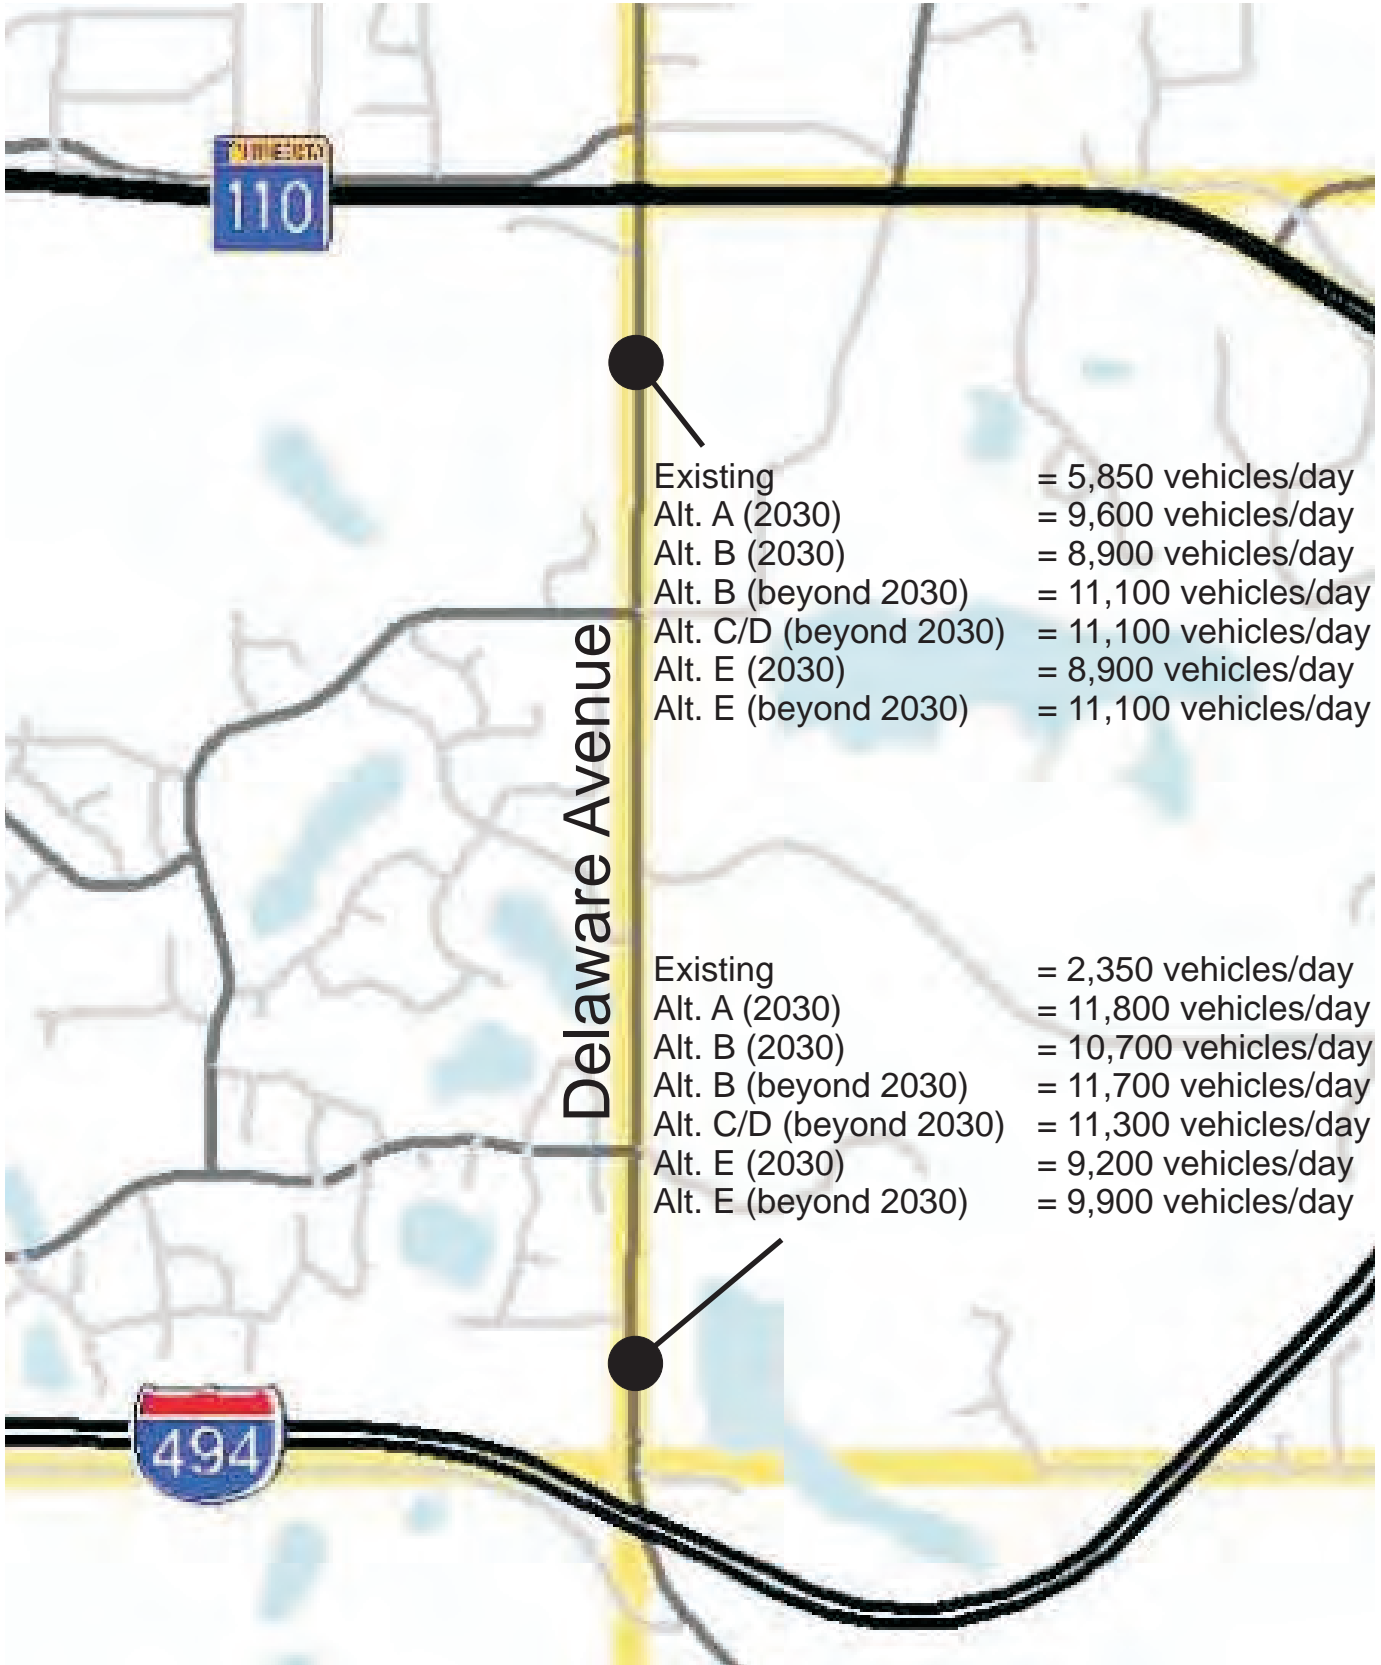 MINNESOTA
110
Existing = 5,850 vehicles/day
Alt. A (2030) = 9,600 vehicles/day
Alt. B (2030) = 8,900 vehicles/day
Alt. B (beyond 2030) = 11,100 vehicles/day
Alt. C/D (beyond 2030) = 11,100 vehicles/day
Alt. E (2030) = 8,900 vehicles/day
Alt. E (beyond 2030) = 11,100 vehicles/day
Delaware Avenue
Existing = 2,350 vehicles/day
Alt. A (2030) = 11,800 vehicles/day
Alt. B (2030) = 10,700 vehicles/day
Alt. B (beyond 2030) = 11,700 vehicles/day
Alt. C/D (beyond 2030) = 11,300 vehicles/day
Alt. E (2030) = 9,200 vehicles/day
Alt. E (beyond 2030) = 9,900 vehicles/day
494